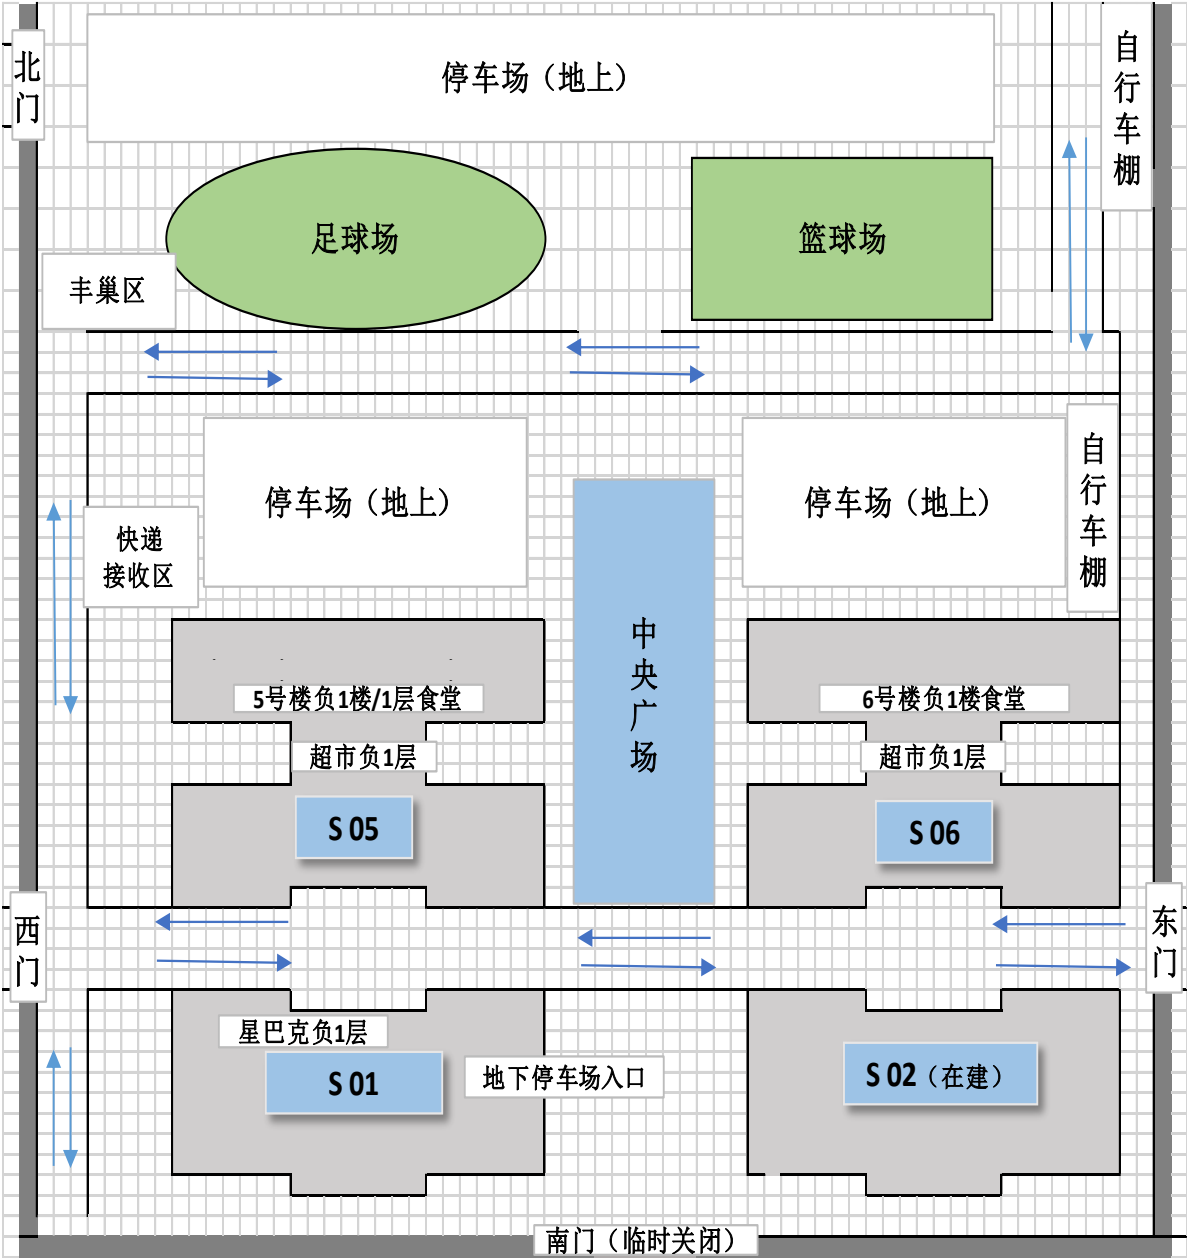 北门
停车场（地上）
自行车棚
足球场
篮球场
丰巢区
停车场（地上）
停车场（地上）
自行车棚
快递
接收区
中央广场
5号楼负1楼/1层食堂
6号楼负1楼食堂
超市负1层
超市负1层
S 05
S 06
西门
东门
星巴克负1层
S 01
地下停车场入口
S 02（在建）
南门（临时关闭）